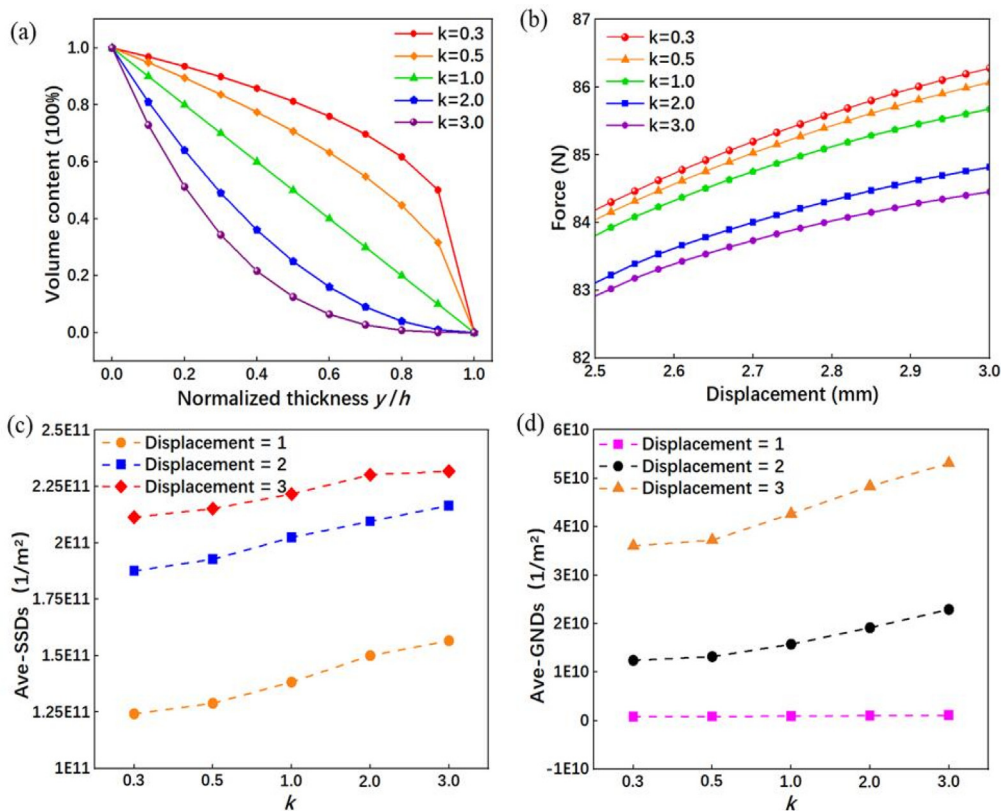 (a)
k=0.3
k=0.5
k=1.0
k=2.0
k=3.0
1.0
0.8
0.6
0.4
0.2
0.0
Volume content (100%)
0.0 0.2 0.4 0.6 0.8 1.0
Normalized thickness y/h
(b)
k=0.3
k=0.5
k=1.0
k=2.0
k=3.0
86
85
84
83
82
Force (N)
2.5 2.6 2.7 2.8 2.9 3.0
Displacement (mm)
(c)
Displacement = 1
Displacement = 2
Displacement = 3
2.5E11
2.25E11
2E11
1.75E11
1.5E11
1.25E11
1E11
Ave-SSDs (1/m²)
0.3 0.5 1.0 2.0 3.0
k
(d)
Displacement = 1
Displacement = 2
Displacement = 3
6E10
5E10
4E10
3E10
2E10
1E10
0
-1E10
Ave-GNDs (1/m²)
0.3 0.5 1.0 2.0 3.0
k